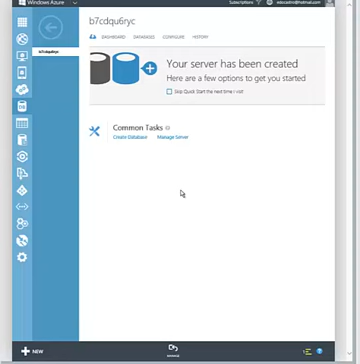 Windows Azure
Subscriptions
b7cdqu6ryc
DASHBOARD DATABASES CONFIGURE HISTORY
b7cdqu6ryc
Your server has been created
Here are a few options to get you started
Skip Quick Start the next time I visit
Common Tasks
Create Database Manage Server
NEW
MANAGE